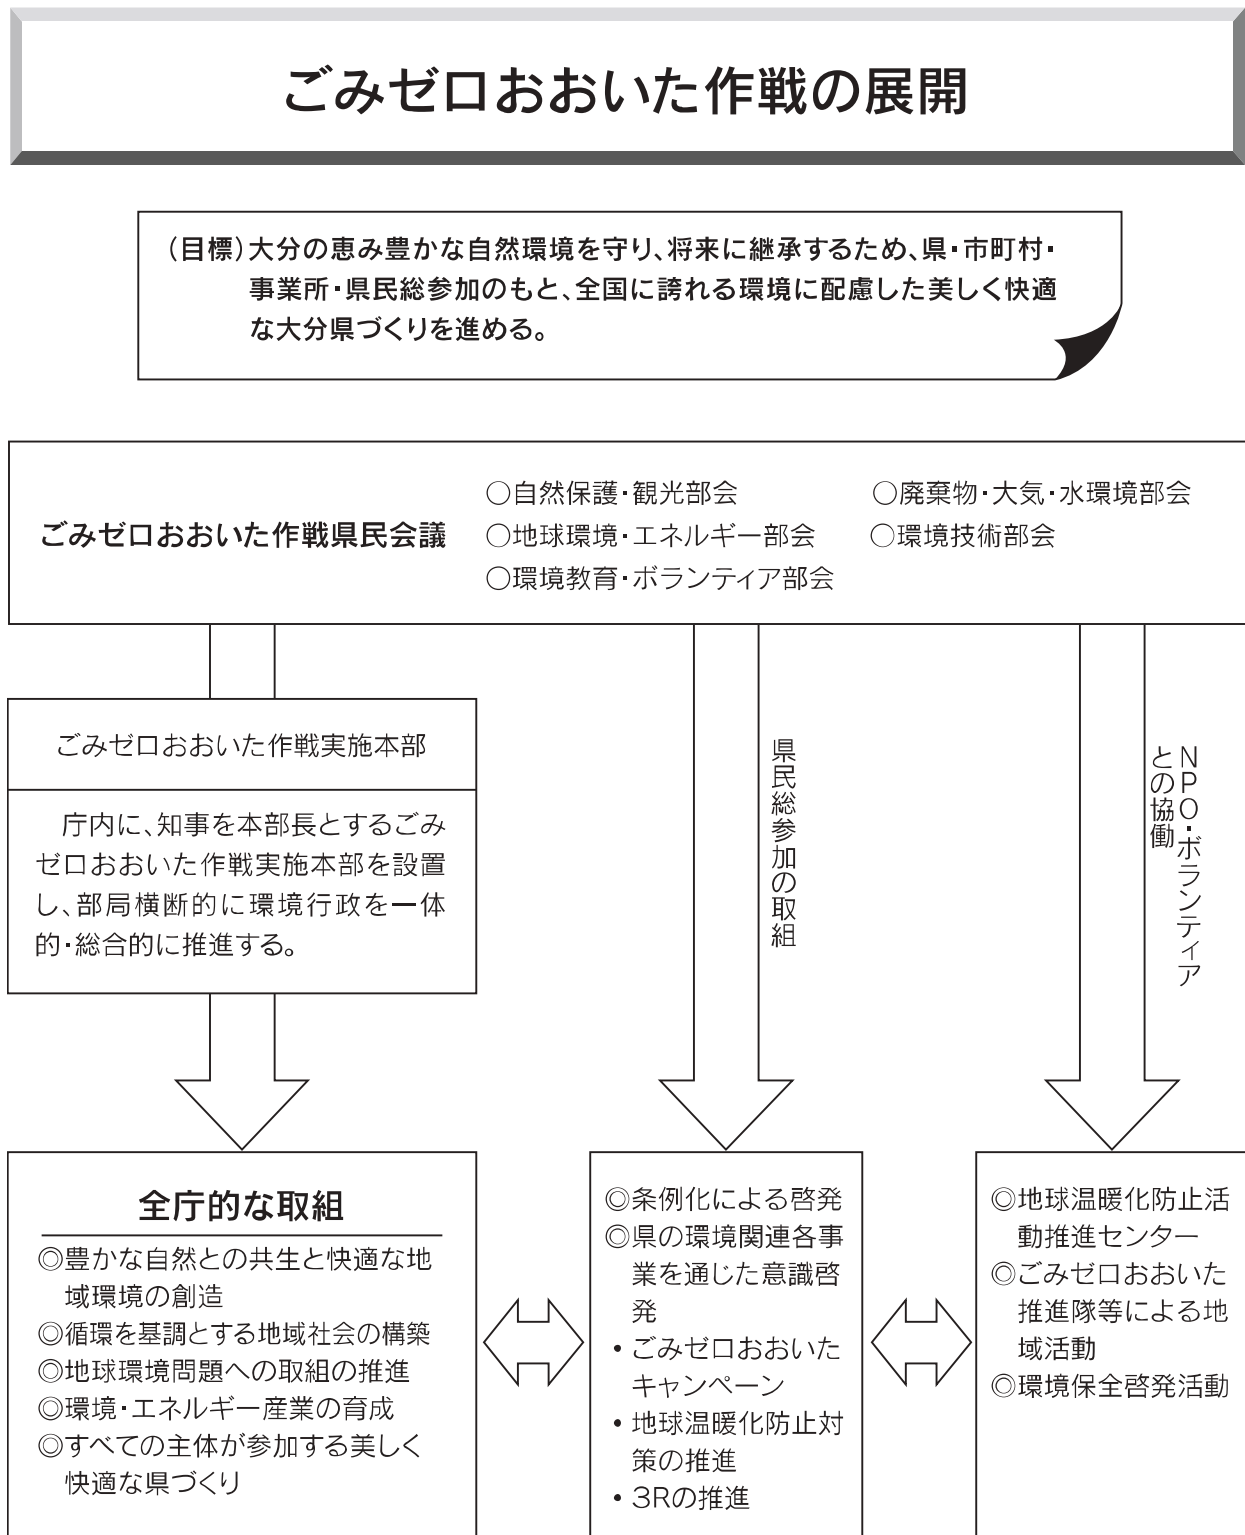 ごみゼロおおいた作戦の展開
(目標)大分の恵み豊かな自然環境を守り、将来に継承するため、県・市町村・
事業所・県民総参加のもと、全国に誇れる環境に配慮した美しく快適
な大分県づくりを進める。
ごみゼロおおいた作戦県民会議
○自然保護・観光部会
○廃棄物・大気・水環境部会
○地球環境・エネルギー部会
○環境技術部会
○環境教育・ボランティア部会
ごみゼロおおいた作戦実施本部
庁内に、知事を本部長とするごみ
ゼロおおいた作戦実施本部を設置
し、部局横断的に環境行政を一体
的・総合的に推進する。
県民総参加の取組
NPO・ボランティア
との協働
全庁的な取組
◎豊かな自然との共生と快適な地
域環境の創造
◎循環を基調とする地域社会の構築
◎地球環境問題への取組の推進
◎環境・エネルギー産業の育成
◎すべての主体が参加する美しく
快適な県づくり
◎条例化による啓発
◎県の環境関連各事
業を通じた意識啓
発
・ごみゼロおおいた
キャンペーン
・地球温暖化防止対
策の推進
・3Rの推進
◎地球温暖化防止活
動推進センター
◎ごみゼロおおいた
推進隊等による地
域活動
◎環境保全啓発活動